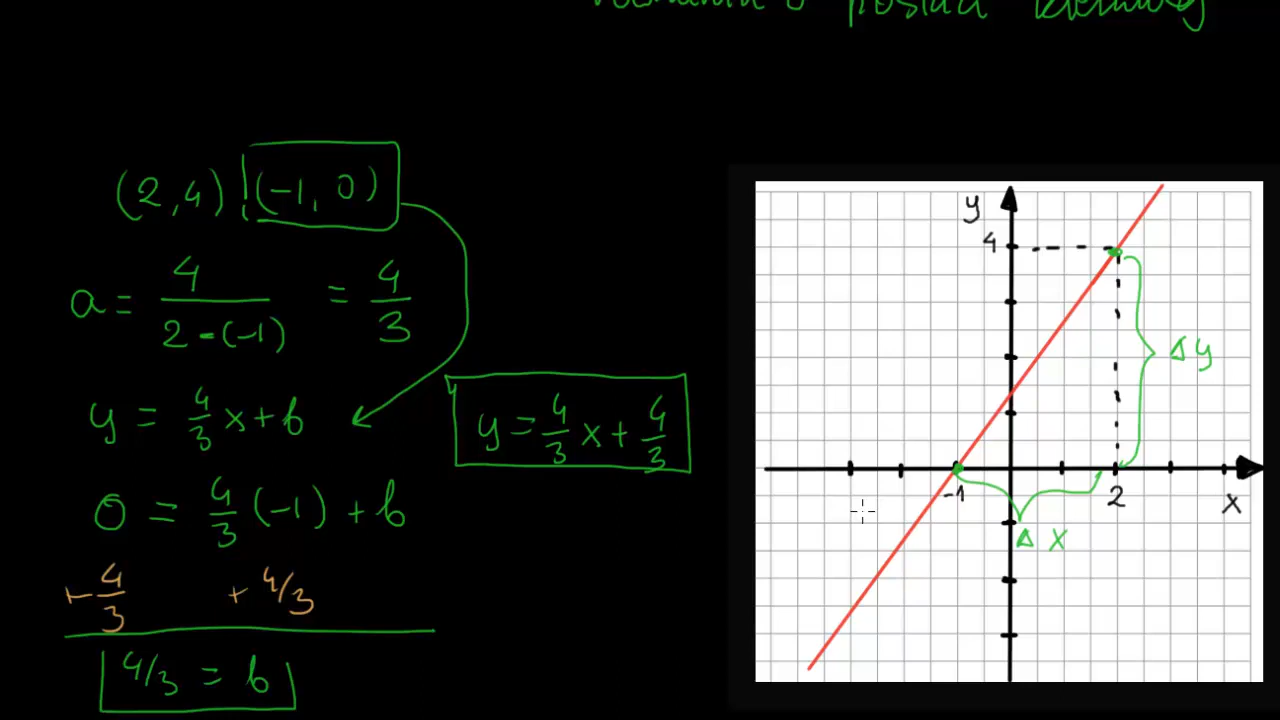 postać
(2,4) (-1, 0)
a = 4/(2-(-1)) = 4/3
y = 4/3 x + b
y = 4/3 x + 4/3
0 = 4/3 (-1) + b
+ 4/3 + 4/3
4/3 = b
y
4
Δy
-1
2
x
Δ x